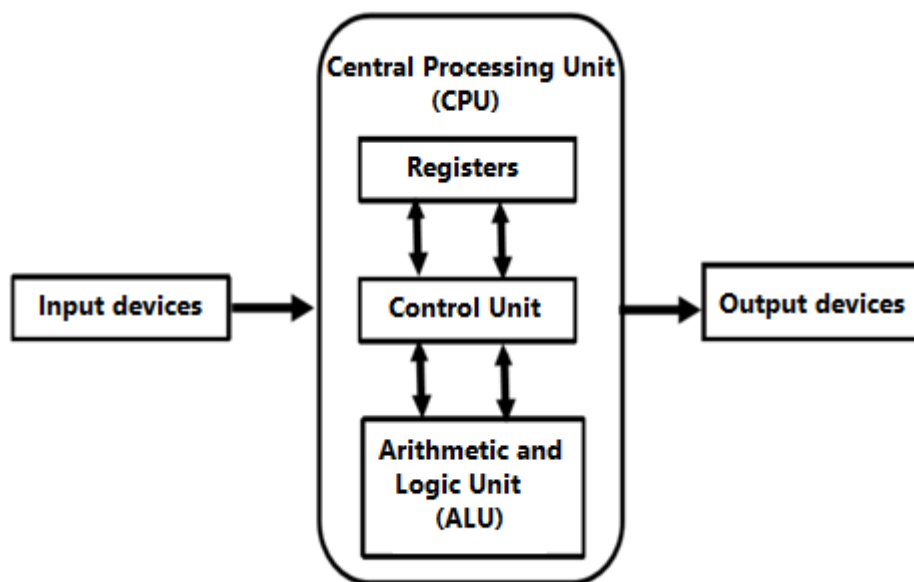 Central Processing Unit
(CPU)
Registers
Input devices
Control Unit
Output devices
Arithmetic and
Logic Unit
(ALU)